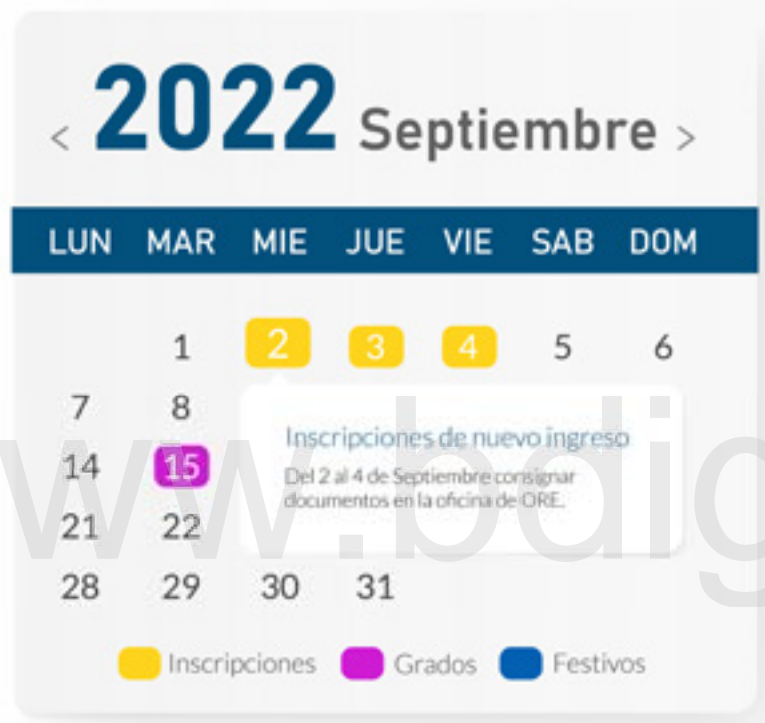 < 2022 Septiembre >
LUN MAR MIE JUE VIE SAB DOM
1 2 3 4 5 6
7 8
Inscripciones de nuevo ingreso
14 15 Del 2 al 4 de Septiembre consignar
documentos en la oficina de ORE.
21 22
28 29 30 31
Inscripciones Grados Festivos
ww.bdig